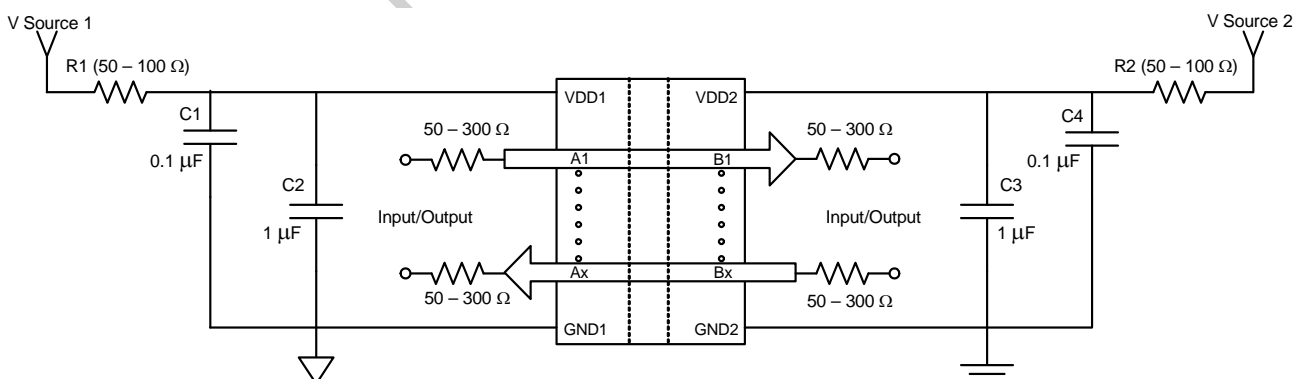 V Source 1
V Source 2
R1 (50 – 100 Ω)
R2 (50 – 100 Ω)
C1
0.1 μF
C2
1 μF
VDD1
VDD2
C4
0.1 μF
C3
1 μF
50 – 300 Ω
50 – 300 Ω
A1
B1
Input/Output
Input/Output
Ax
Bx
50 – 300 Ω
50 – 300 Ω
GND1
GND2